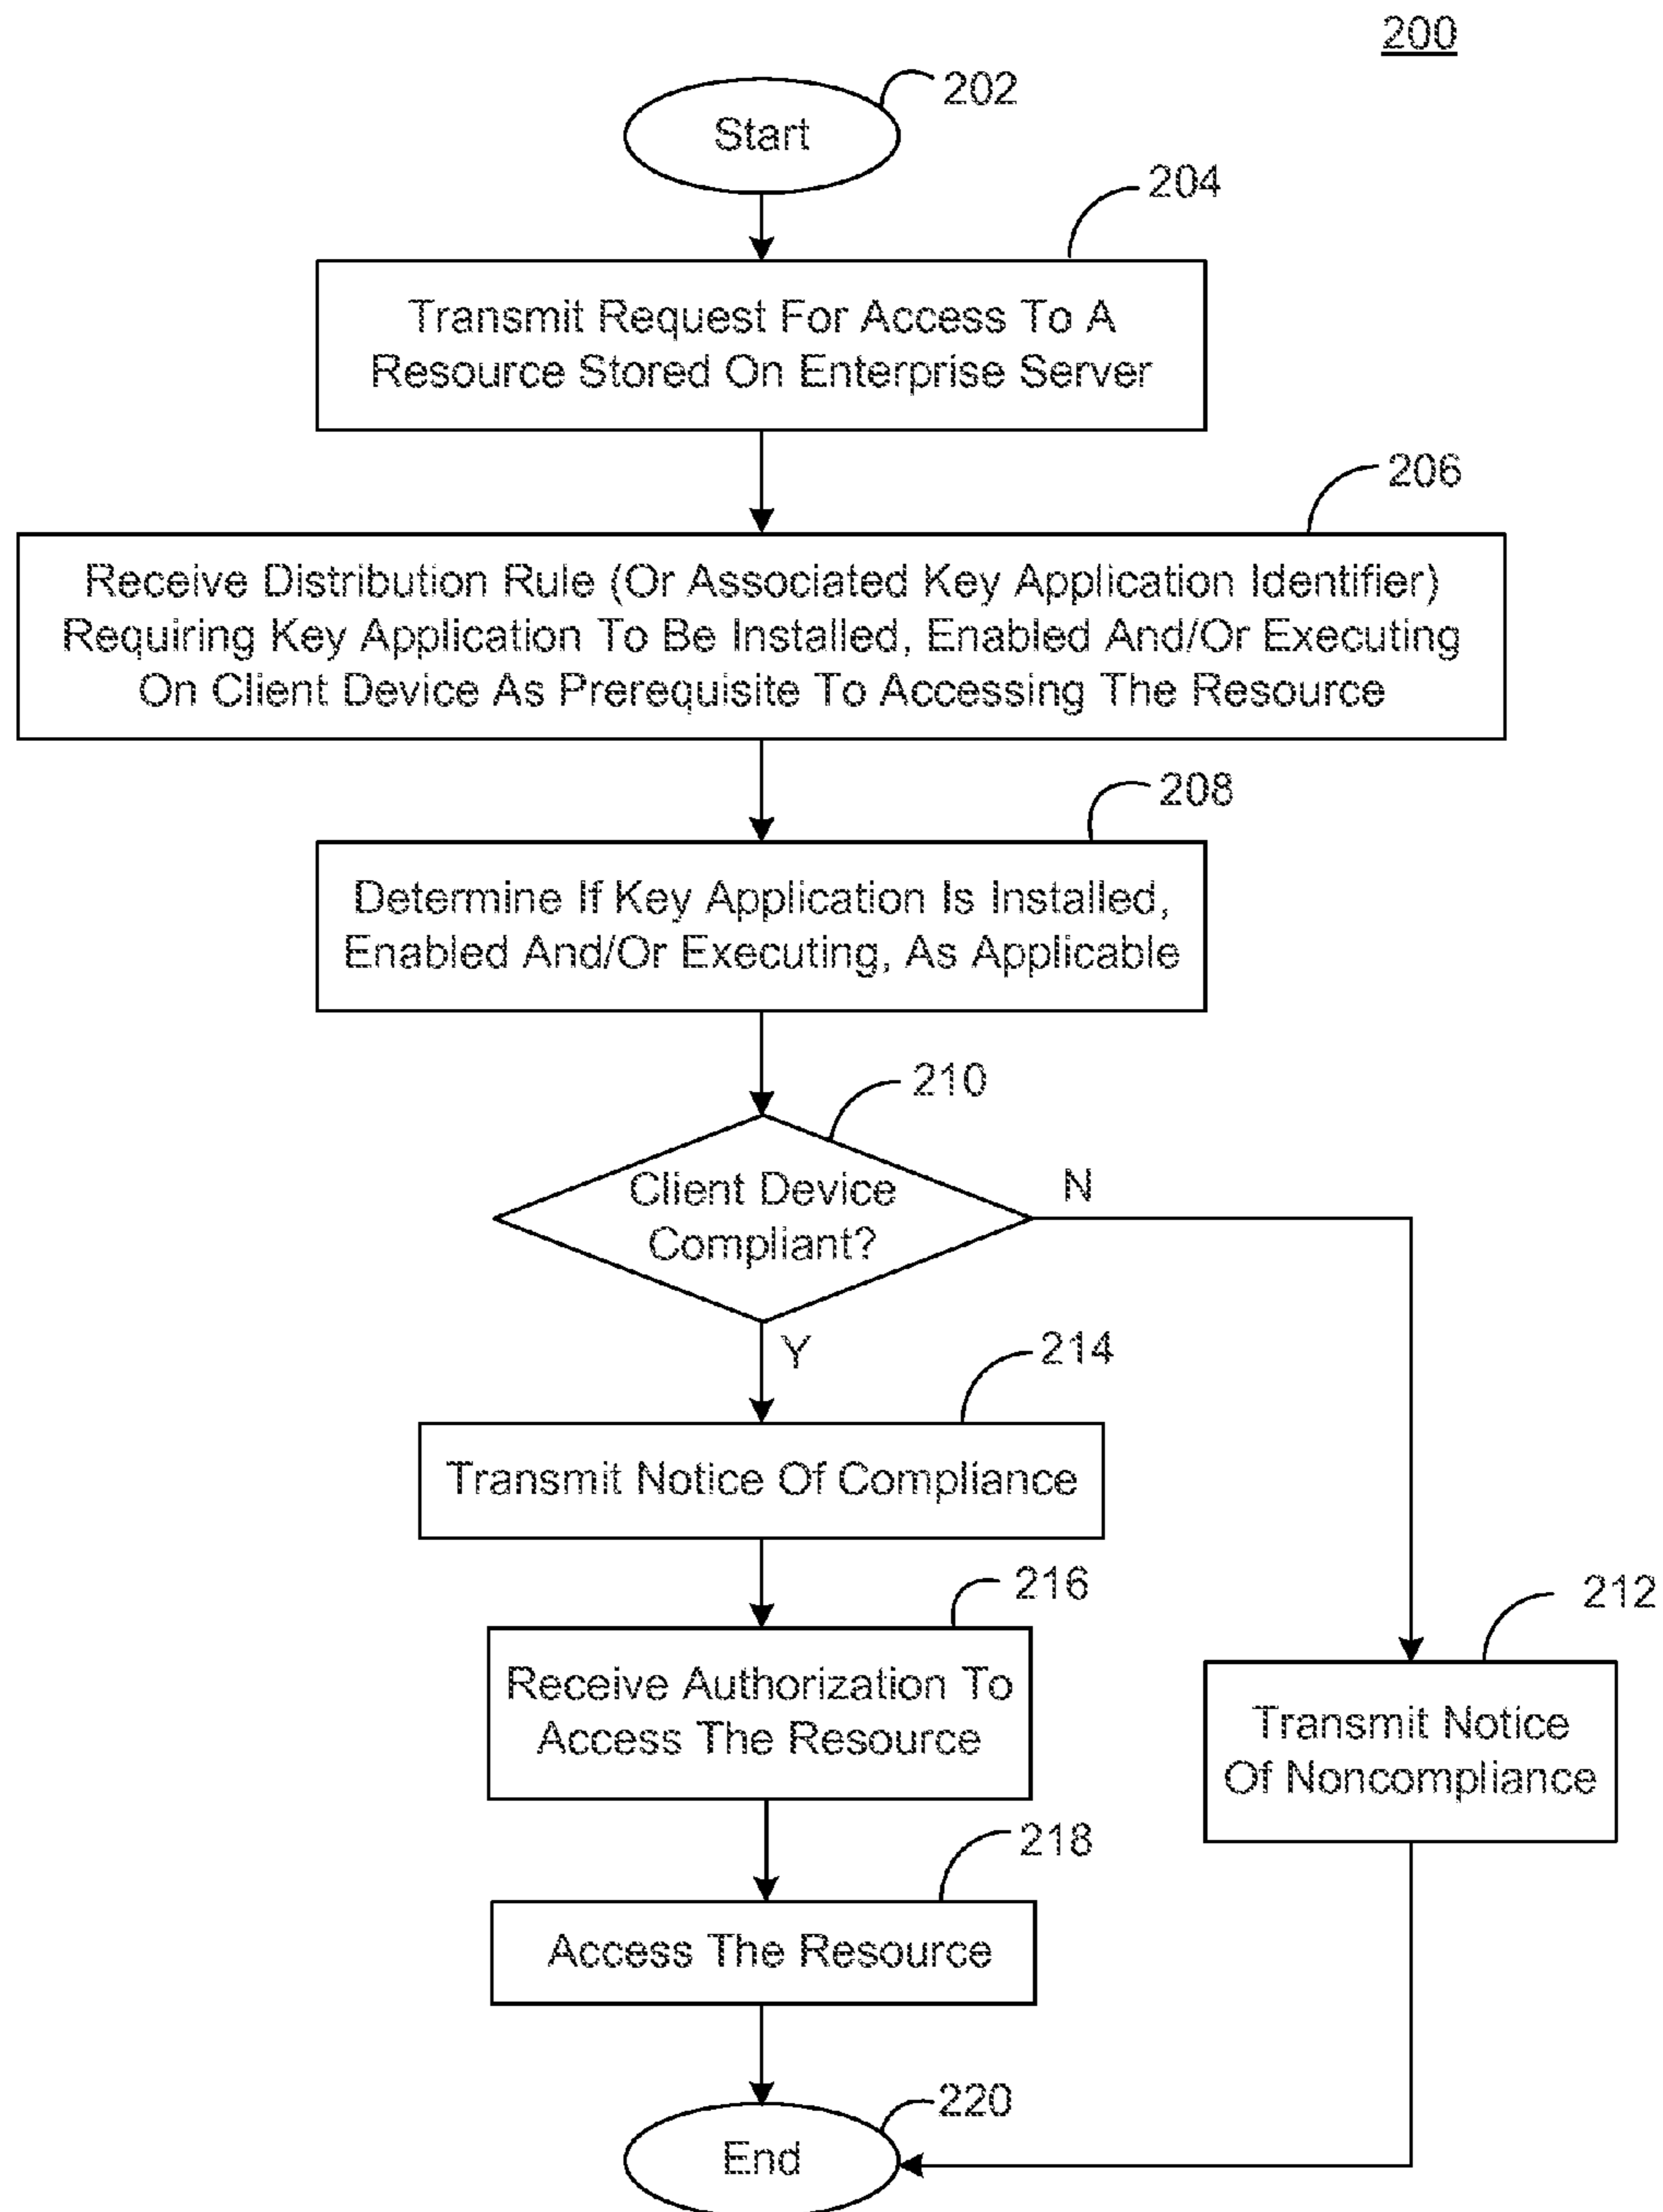 200
202
Start
204
Transmit Request For Access To A
Resource Stored On Enterprise Server
206
Receive Distribution Rule (Or Associated Key Application Identifier)
Requiring Key Application To Be Installed, Enabled And/Or Executing
On Client Device As Prerequisite To Accessing The Resource
208
Determine If Key Application Is Installed,
Enabled And/Or Executing, As Applicable
210
Client Device
Compliant?
N
Y
214
Transmit Notice Of Compliance
216
Receive Authorization To
Access The Resource
212
Transmit Notice
Of Noncompliance
218
Access The Resource
220
End